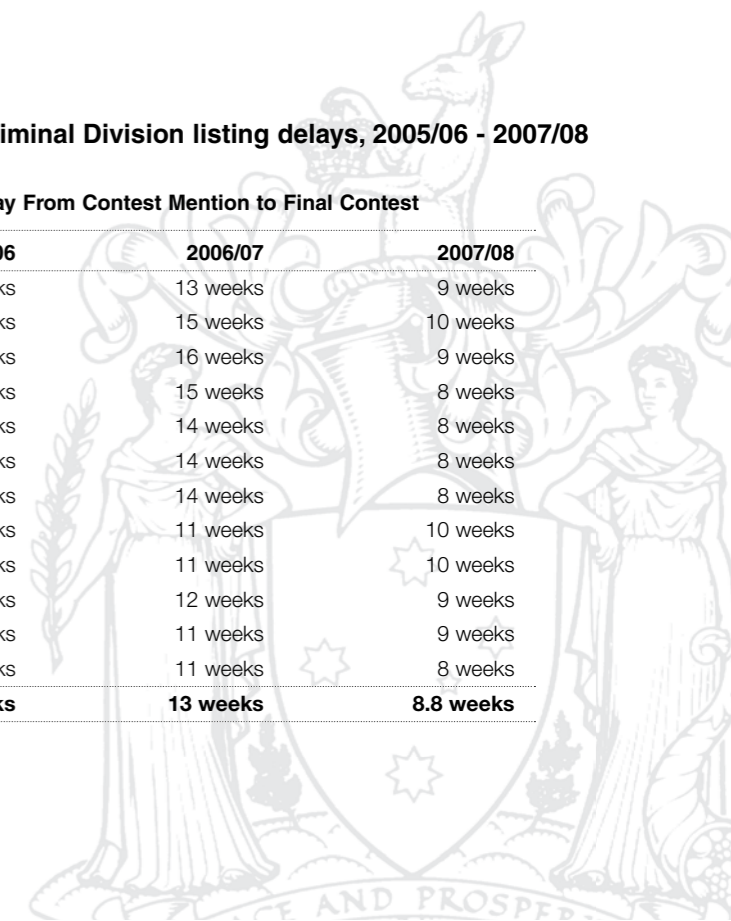 iminal Division listing delays, 2005/06 - 2007/08
ay From Contest Mention to Final Contest
06 2006/07 2007/08
ks 13 weeks 9 weeks
ks 15 weeks 10 weeks
ks 16 weeks 9 weeks
ks 15 weeks 8 weeks
ks 14 weeks 8 weeks
ks 14 weeks 8 weeks
ks 14 weeks 8 weeks
ks 11 weeks 10 weeks
ks 11 weeks 10 weeks
ks 12 weeks 9 weeks
ks 11 weeks 9 weeks
ks 11 weeks 8 weeks
ks 13 weeks 8.8 weeks
CE AND PROSPER